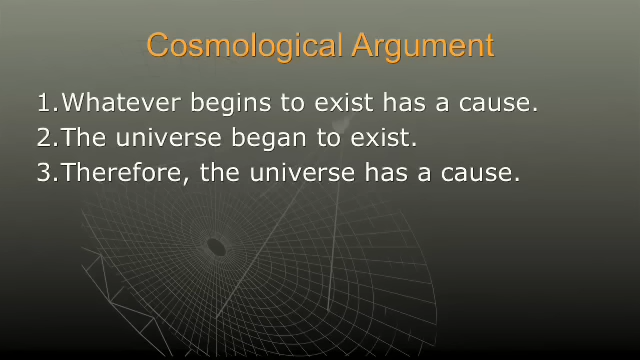 Cosmological Argument
1.Whatever begins to exist has a cause.
2.The universe began to exist.
3.Therefore, the universe has a cause.